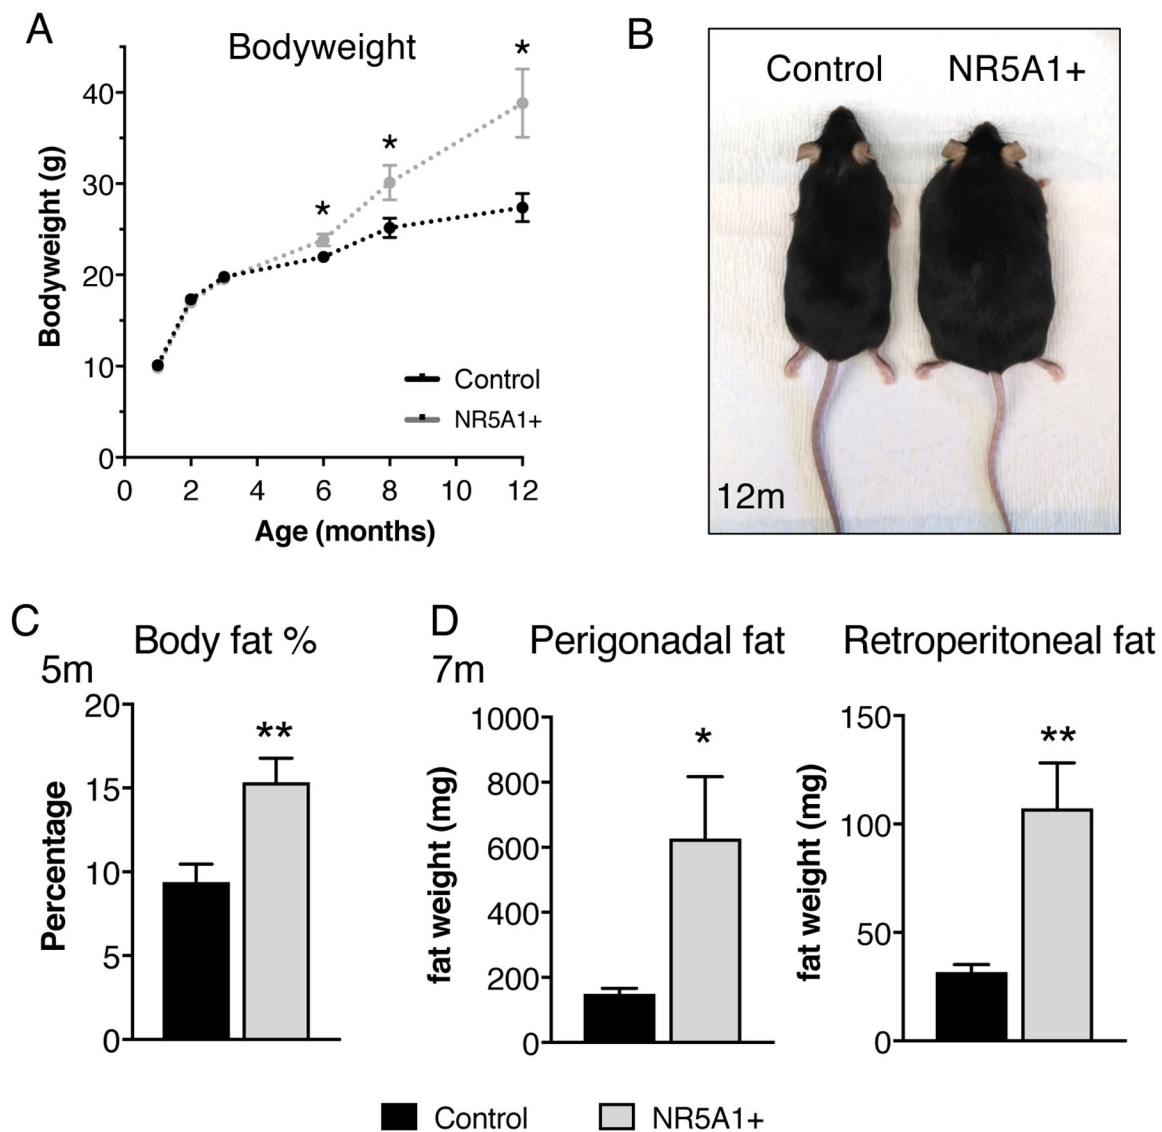 A
Bodyweight
*
*
*
40
30
20
10
0
Bodyweight (g)
Control
NR5A1+
0 2 4 6 8 10 12
Age (months)
B
Control NR5A1+
12m
C
Body fat %
5m
**
20
15
10
5
0
Percentage
D
Perigonadal fat
7m
*
1000
800
600
400
200
0
fat weight (mg)
Retroperitoneal fat
**
150
100
50
0
fat weight (mg)
Control NR5A1+